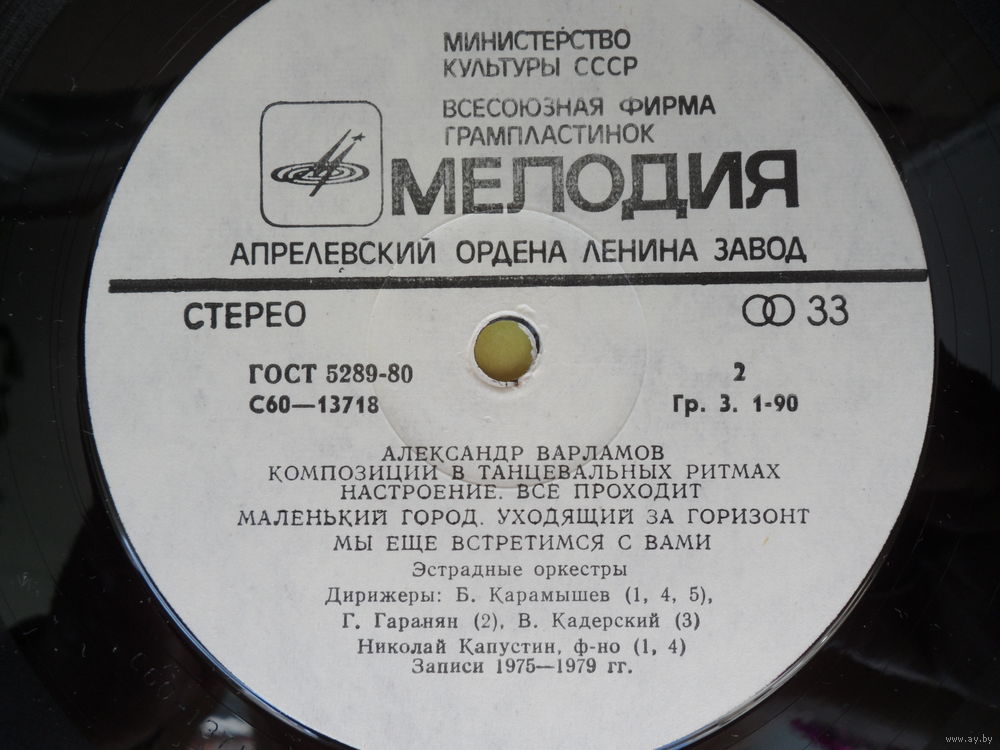 МИНИСТЕРСТВО
КУЛЬТУРЫ СССР
ВСЕСОЮЗНАЯ ФИРМА
ГРАМПЛАСТИНОК
МЕЛОДИЯ
АПРЕЛЕВСКИЙ ОРДЕНА ЛЕНИНА ЗАВОД
СТЕРЕО 33
ГОСТ 5289-80 2
С60—13718 Гр. 3. 1-90
АЛЕКСАНДР ВАРЛАМОВ
КОМПОЗИЦИИ В ТАНЦЕВАЛЬНЫХ РИТМАХ
НАСТРОЕНИЕ. ВСЕ ПРОХОДИТ
МАЛЕНЬКИЙ ГОРОД. УХОДЯЩИЙ ЗА ГОРИЗОНТ
МЫ ЕЩЕ ВСТРЕТИМСЯ С ВАМИ
Эстрадные оркестры
Дирижеры: Б. Карамышев (1, 4, 5),
Г. Гаранян (2), В. Кадерский (3)
Николай Капустин, ф-но (1, 4)
Записи 1975—1979 гг.
www.ay.by